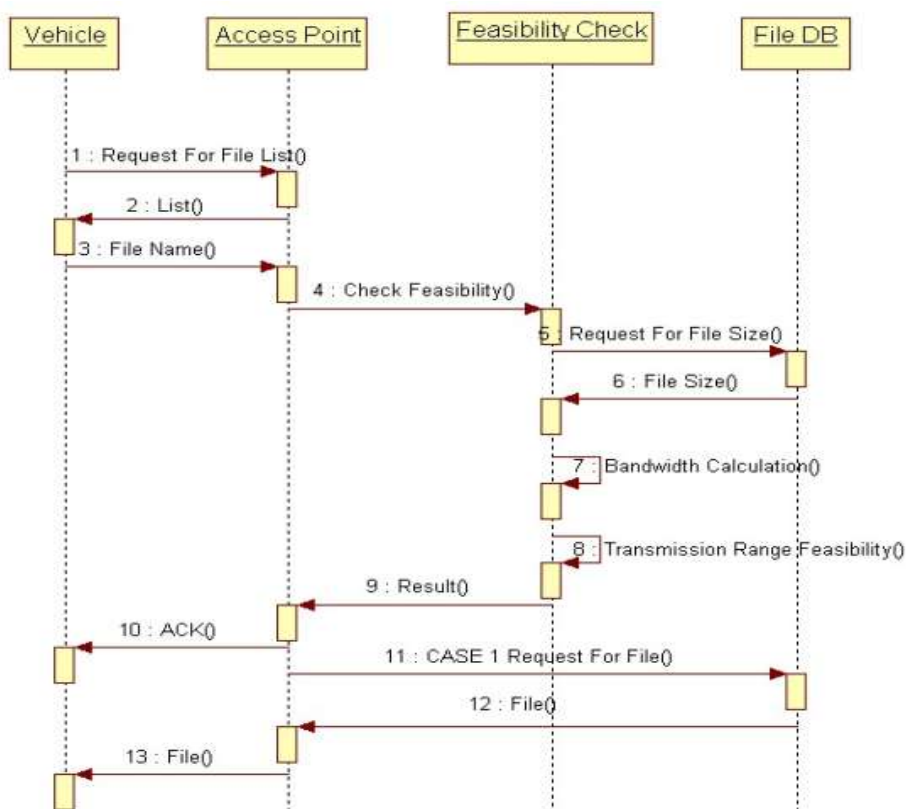 Vehicle
Access Point
Feasibility Check
File DB
1 : Request For File List()
2 : List()
3 : File Name()
4 : Check Feasibility()
5 : Request For File Size()
6 : File Size()
7 : Bandwidth Calculation()
8 : Transmission Range Feasibility()
9 : Result()
10 : ACK()
11 : CASE 1 Request For File()
12 : File()
13 : File()